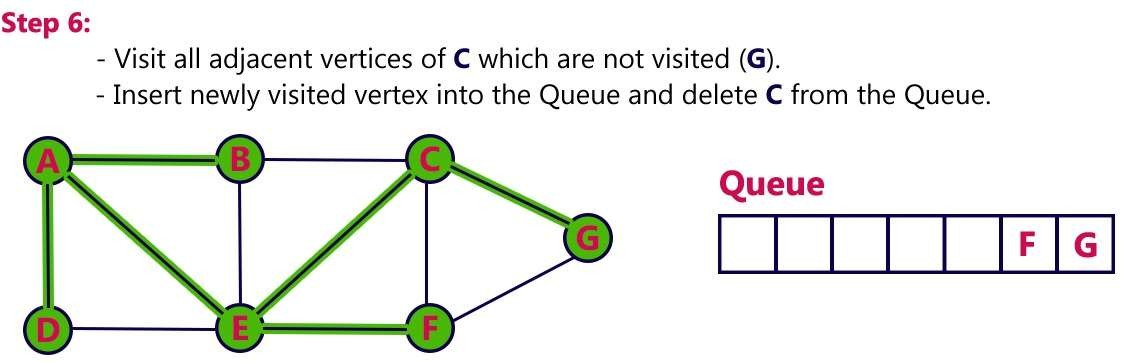 Step 6:
- Visit all adjacent vertices of C which are not visited (G).
- Insert newly visited vertex into the Queue and delete C from the Queue.
A B C
Queue
G
F G
D E F